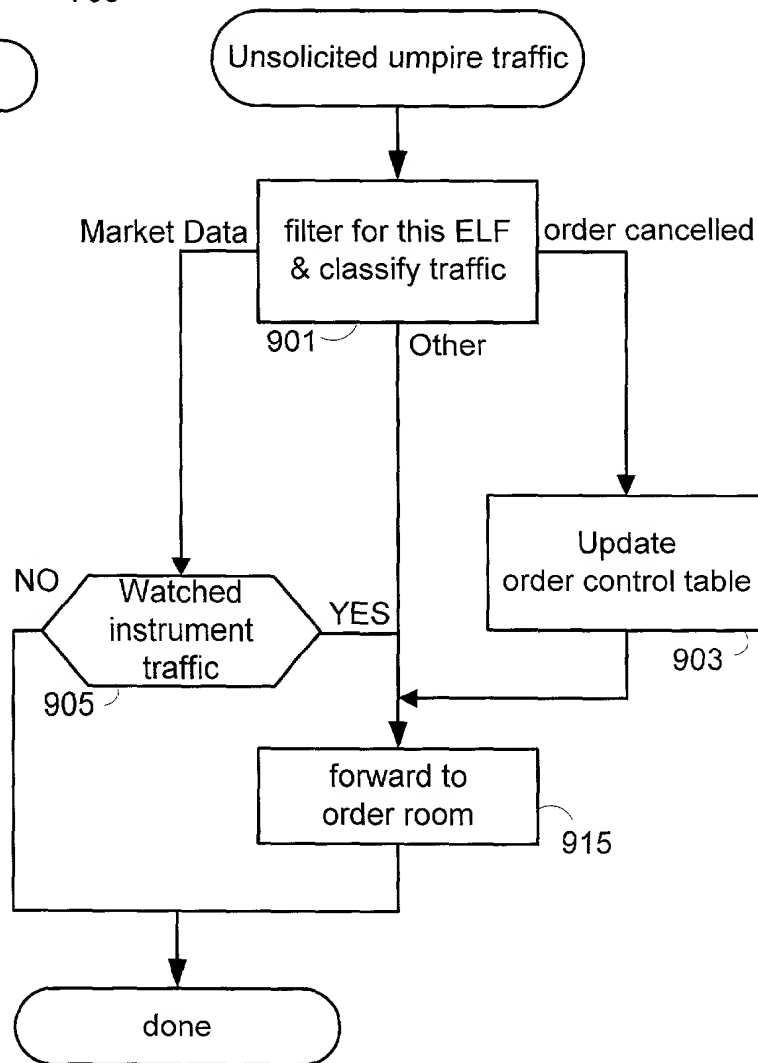 Unsolicited umpire traffic
Market Data
filter for this ELF
& classify traffic
order cancelled
901
Other
Update
order control table
903
NO
Watched
instrument
traffic
YES
905
forward to
order room
915
done